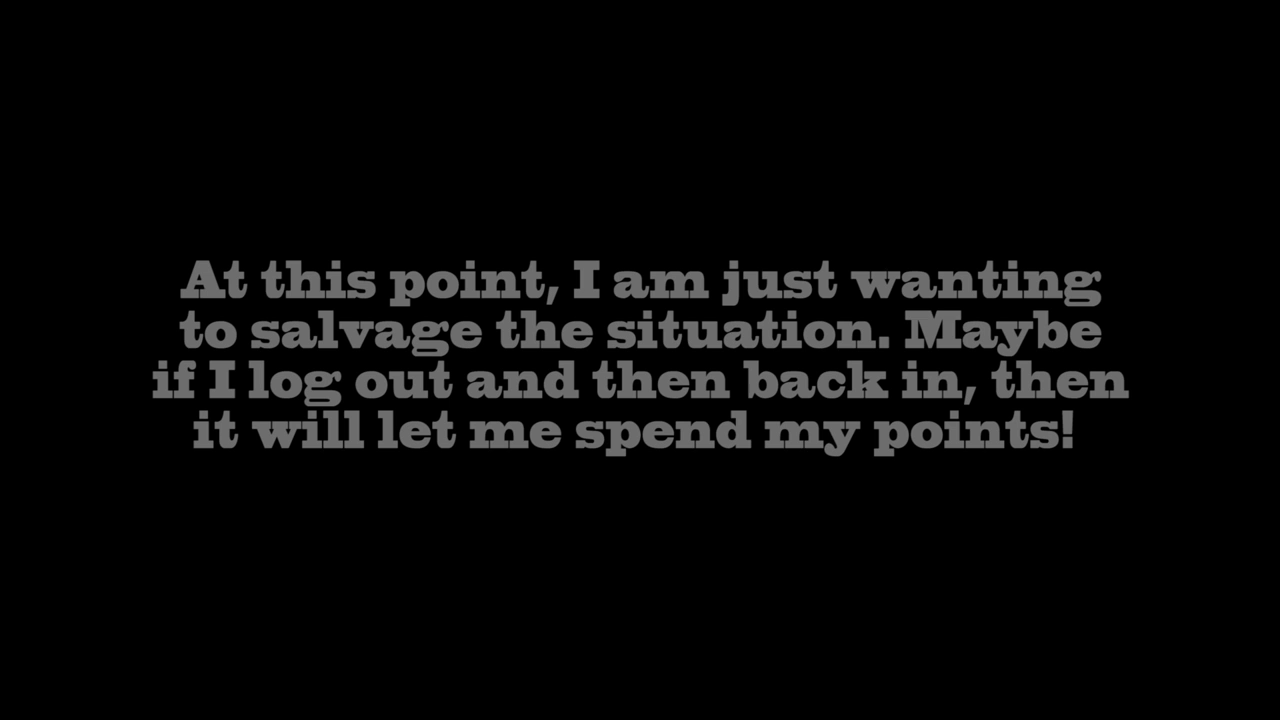 At this point, I am just wanting
to salvage the situation. Maybe
if I log out and then back in, then
it will let me spend my points!